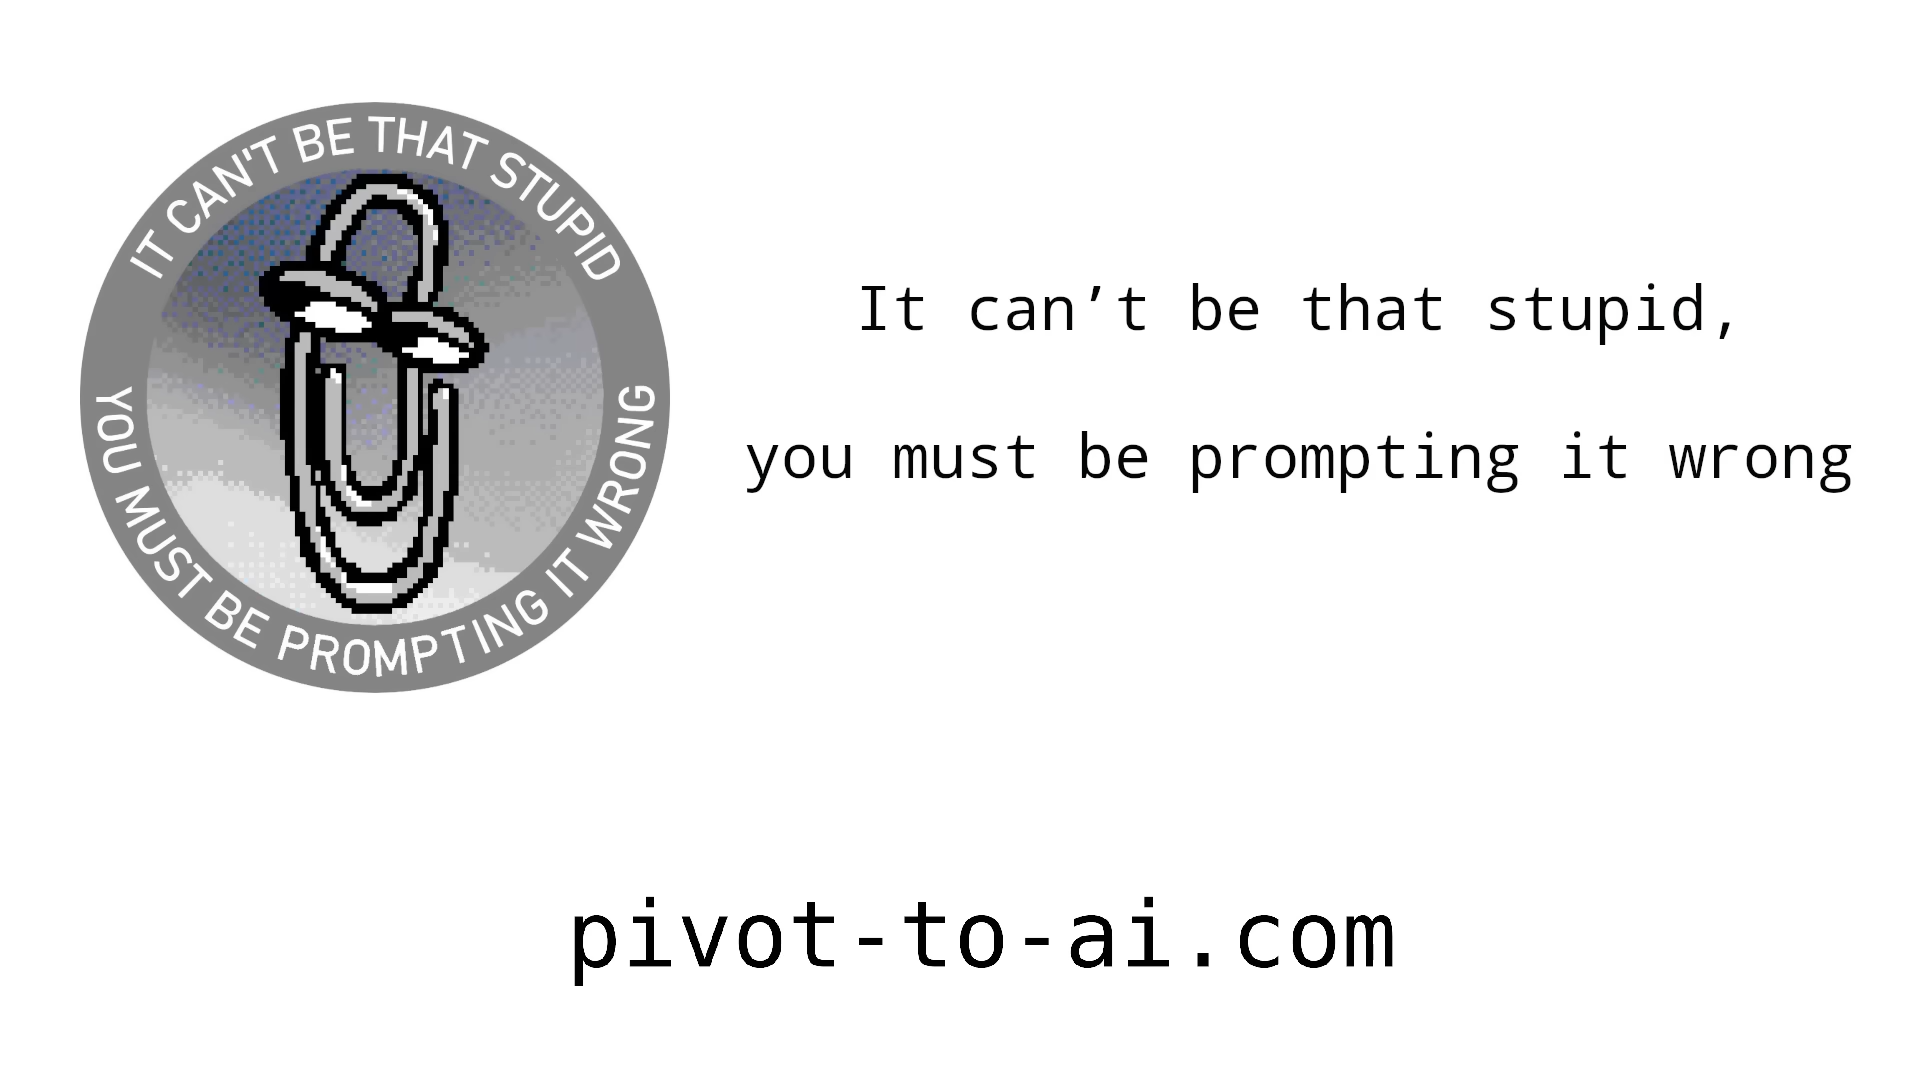 IT CAN'T BE THAT STUPID
YOU MUST BE PROMPTING IT WRONG
It can’t be that stupid,
you must be prompting it wrong
pivot-to-ai.com